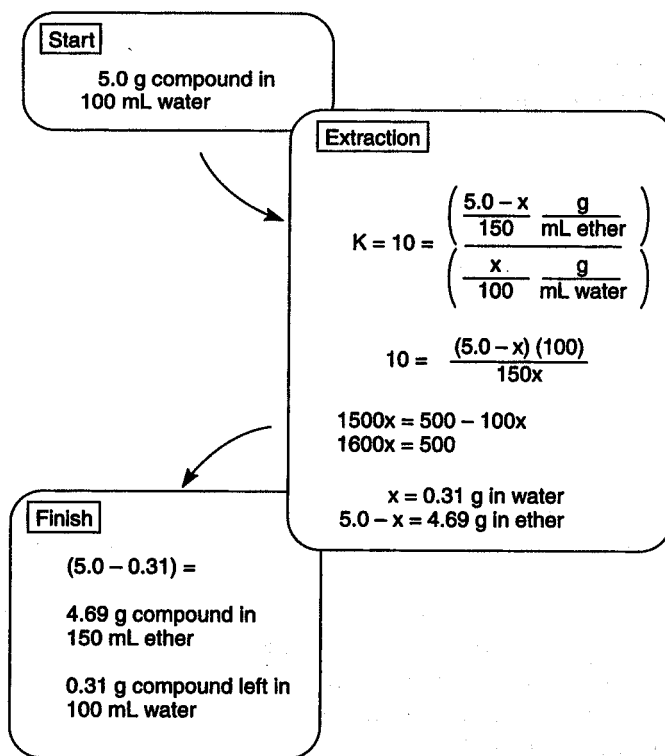 Start
5.0 g compound in
100 mL water
Extraction
K = 10 = ( (5.0 – x)/150 g/mL ether ) / ( x/100 g/mL water )
10 = (5.0 – x) (100) / 150x
1500x = 500 – 100x
1600x = 500
x = 0.31 g in water
5.0 – x = 4.69 g in ether
Finish
(5.0 – 0.31) =
4.69 g compound in
150 mL ether
0.31 g compound left in
100 mL water